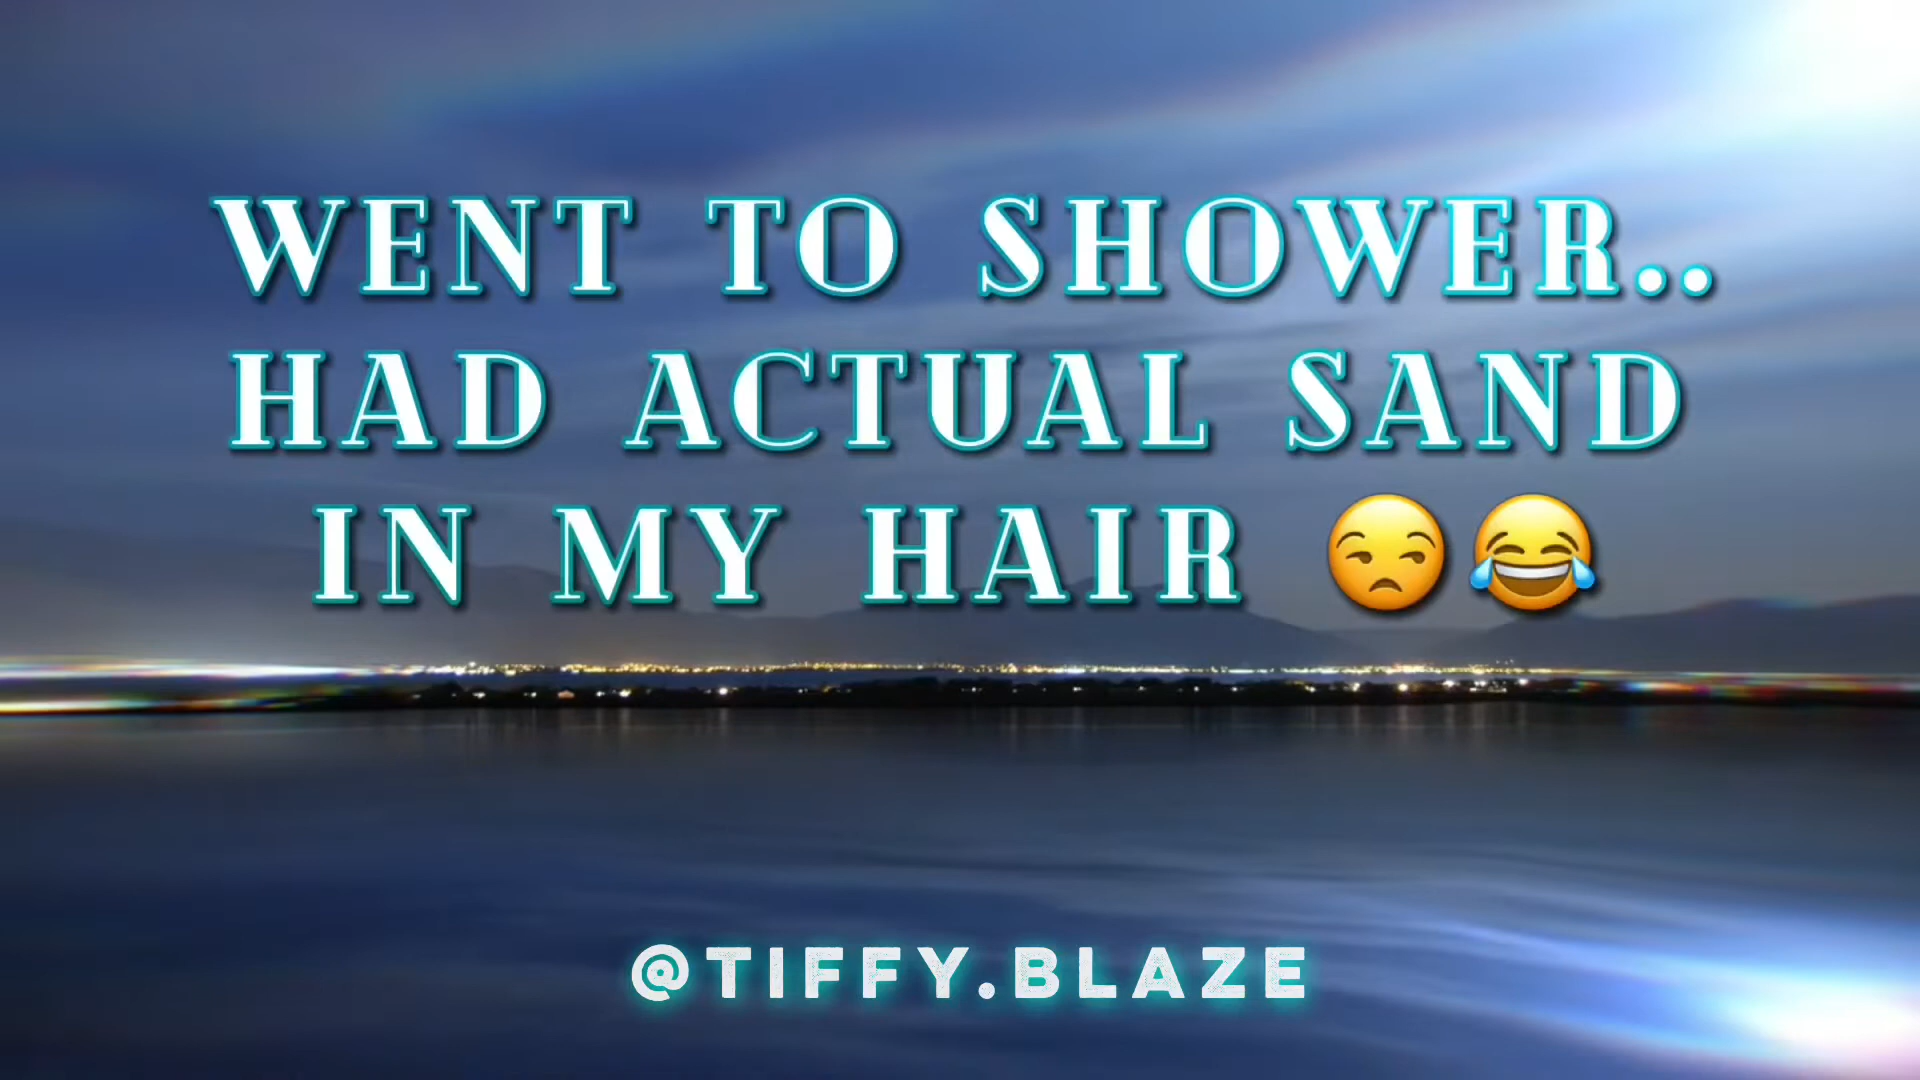 WENT TO SHOWER..
HAD ACTUAL SAND
IN MY HAIR 😒😂
@TIFFY.BLAZE